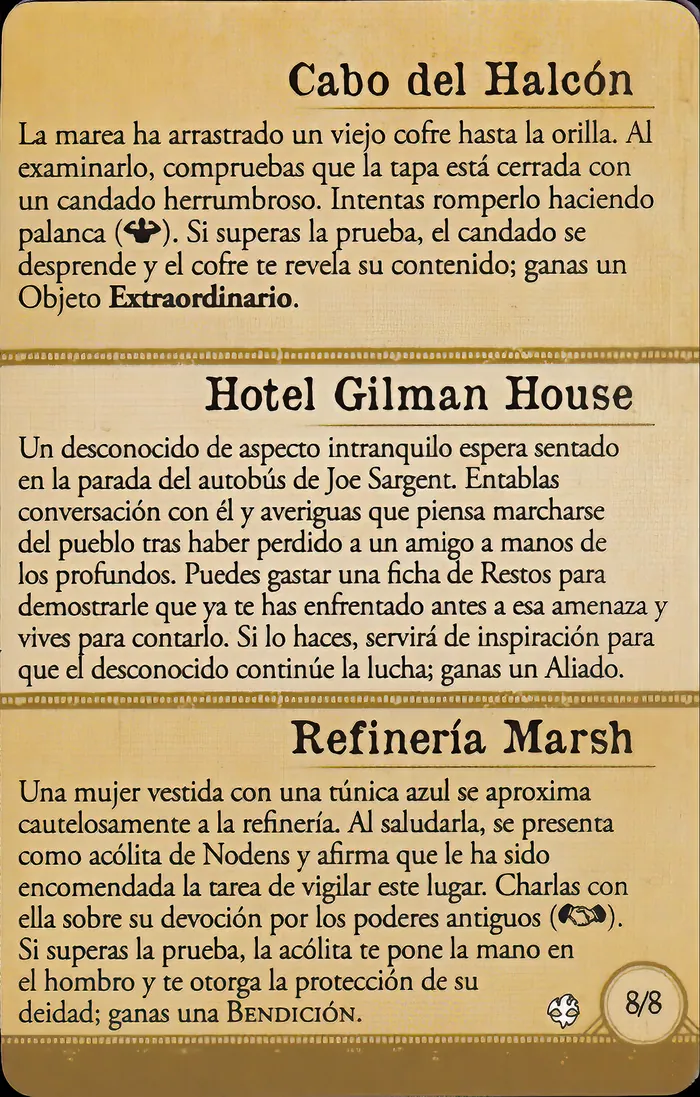 Cabo del Halcón
La marea ha arrastrado un viejo cofre hasta la orilla. Al
examinarlo, compruebas que la tapa está cerrada con
un candado herrumbroso. Intentas romperlo haciendo
palanca ( ). Si superas la prueba, el candado se
desprende y el cofre te revela su contenido; ganas un
Objeto Extraordinario.
Hotel Gilman House
Un desconocido de aspecto intranquilo espera sentado
en la parada del autobús de Joe Sargent. Entablas
conversación con él y averiguas que piensa marcharse
del pueblo tras haber perdido a un amigo a manos de
los profundos. Puedes gastar una ficha de Restos para
demostrarle que ya te has enfrentado antes a esa amenaza y
vives para contarlo. Si lo haces, servirá de inspiración para
que el desconocido continúe la lucha; ganas un Aliado.
Refinería Marsh
Una mujer vestida con una túnica azul se aproxima
cautelosamente a la refinería. Al saludarla, se presenta
como acólita de Nodens y afirma que le ha sido
encomendada la tarea de vigilar este lugar. Charlas con
ella sobre su devoción por los poderes antiguos ( ).
Si superas la prueba, la acólita te pone la mano en
el hombro y te otorga la protección de su
deidad; ganas una BENDICIÓN.
8/8